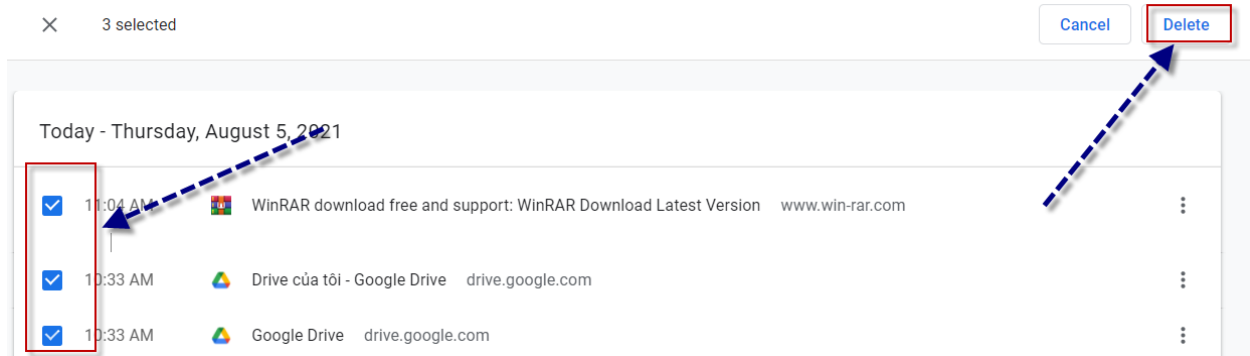 3 selected Cancel Delete
Today - Thursday, August 5, 2021
11:04 AM WinRAR download free and support: WinRAR Download Latest Version www.win-rar.com
10:33 AM Drive của tôi - Google Drive drive.google.com
10:33 AM Google Drive drive.google.com